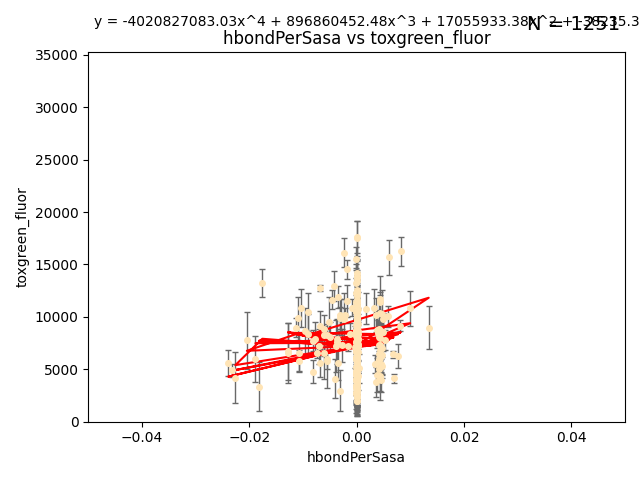 y = -4020827083.03x^4 + 896860452.48x^3 + 17055933.38x^2 +
N = 1251
hbondPerSasa vs toxgreen_fluor
35000
30000
25000
20000
15000
10000
5000
0
toxgreen_fluor
-0.04 -0.02 0.00 0.02 0.04
hbondPerSasa